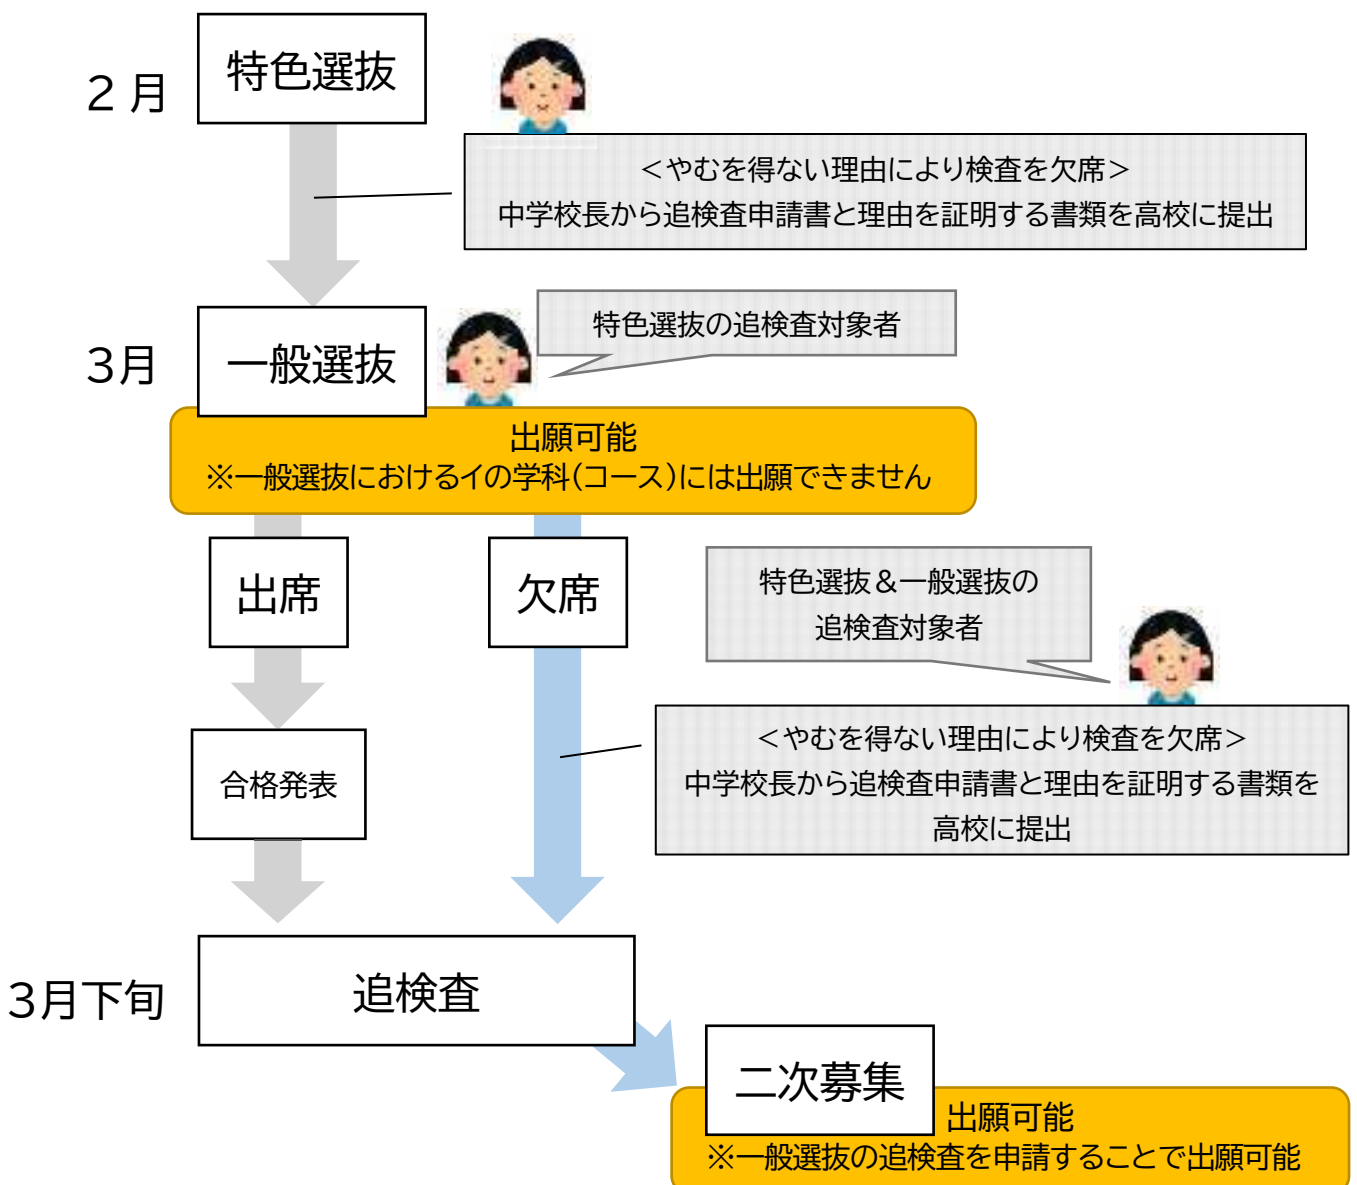 2月
特色選抜
＜やむを得ない理由により検査を欠席＞
中学校長から追検査申請書と理由を証明する書類を高校に提出
3月
一般選抜
特色選抜の追検査対象者
出願可能
※一般選抜におけるイの学科(コース)には出願できません
出席
欠席
特色選抜＆一般選抜の
追検査対象者
＜やむを得ない理由により検査を欠席＞
中学校長から追検査申請書と理由を証明する書類を
高校に提出
合格発表
3月下旬
追検査
二次募集
出願可能
※一般選抜の追検査を申請することで出願可能